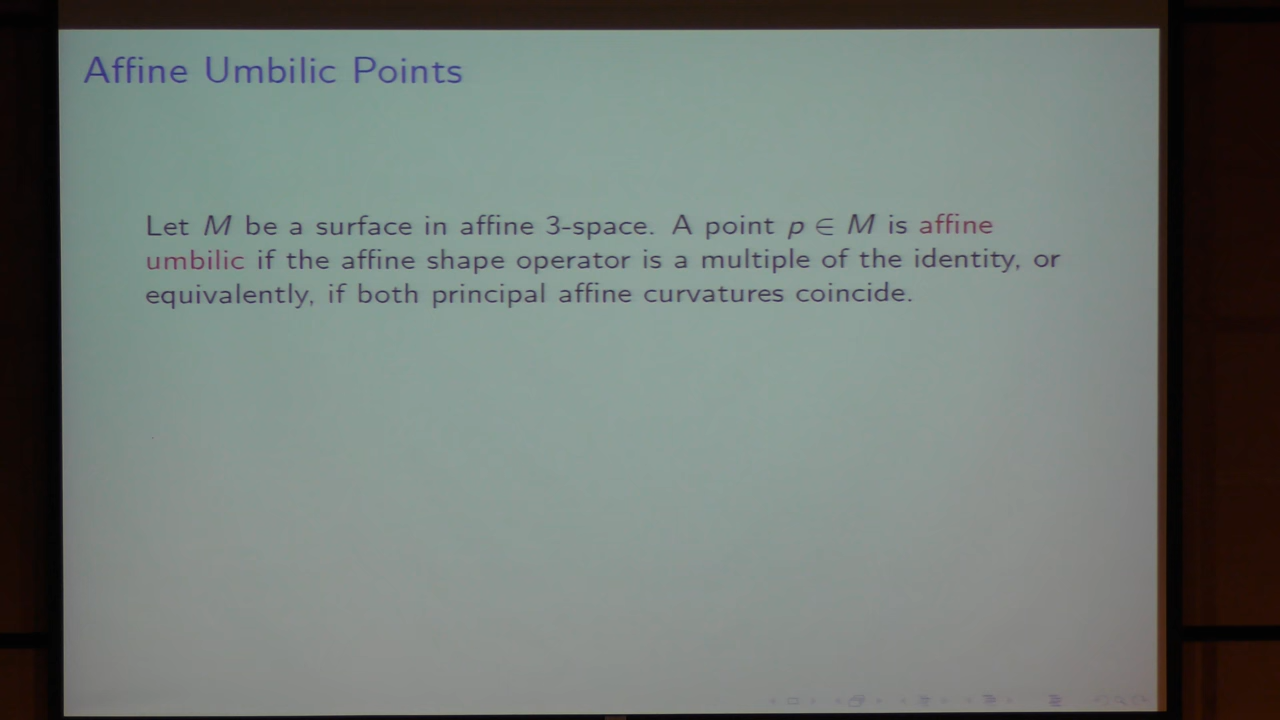 Affine Umbilic Points
Let M be a surface in affine 3-space. A point p ∈ M is affine
umbilic if the affine shape operator is a multiple of the identity, or
equivalently, if both principal affine curvatures coincide.